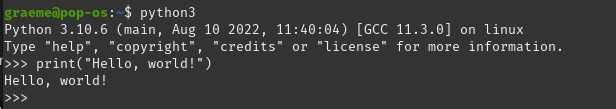 graeme@pop-os:~$ python3
Python 3.10.6 (main, Aug 10 2022, 11:40:04) [GCC 11.3.0] on linux
Type "help", "copyright", "credits" or "license" for more information.
>>> print("Hello, world!")
Hello, world!
>>>